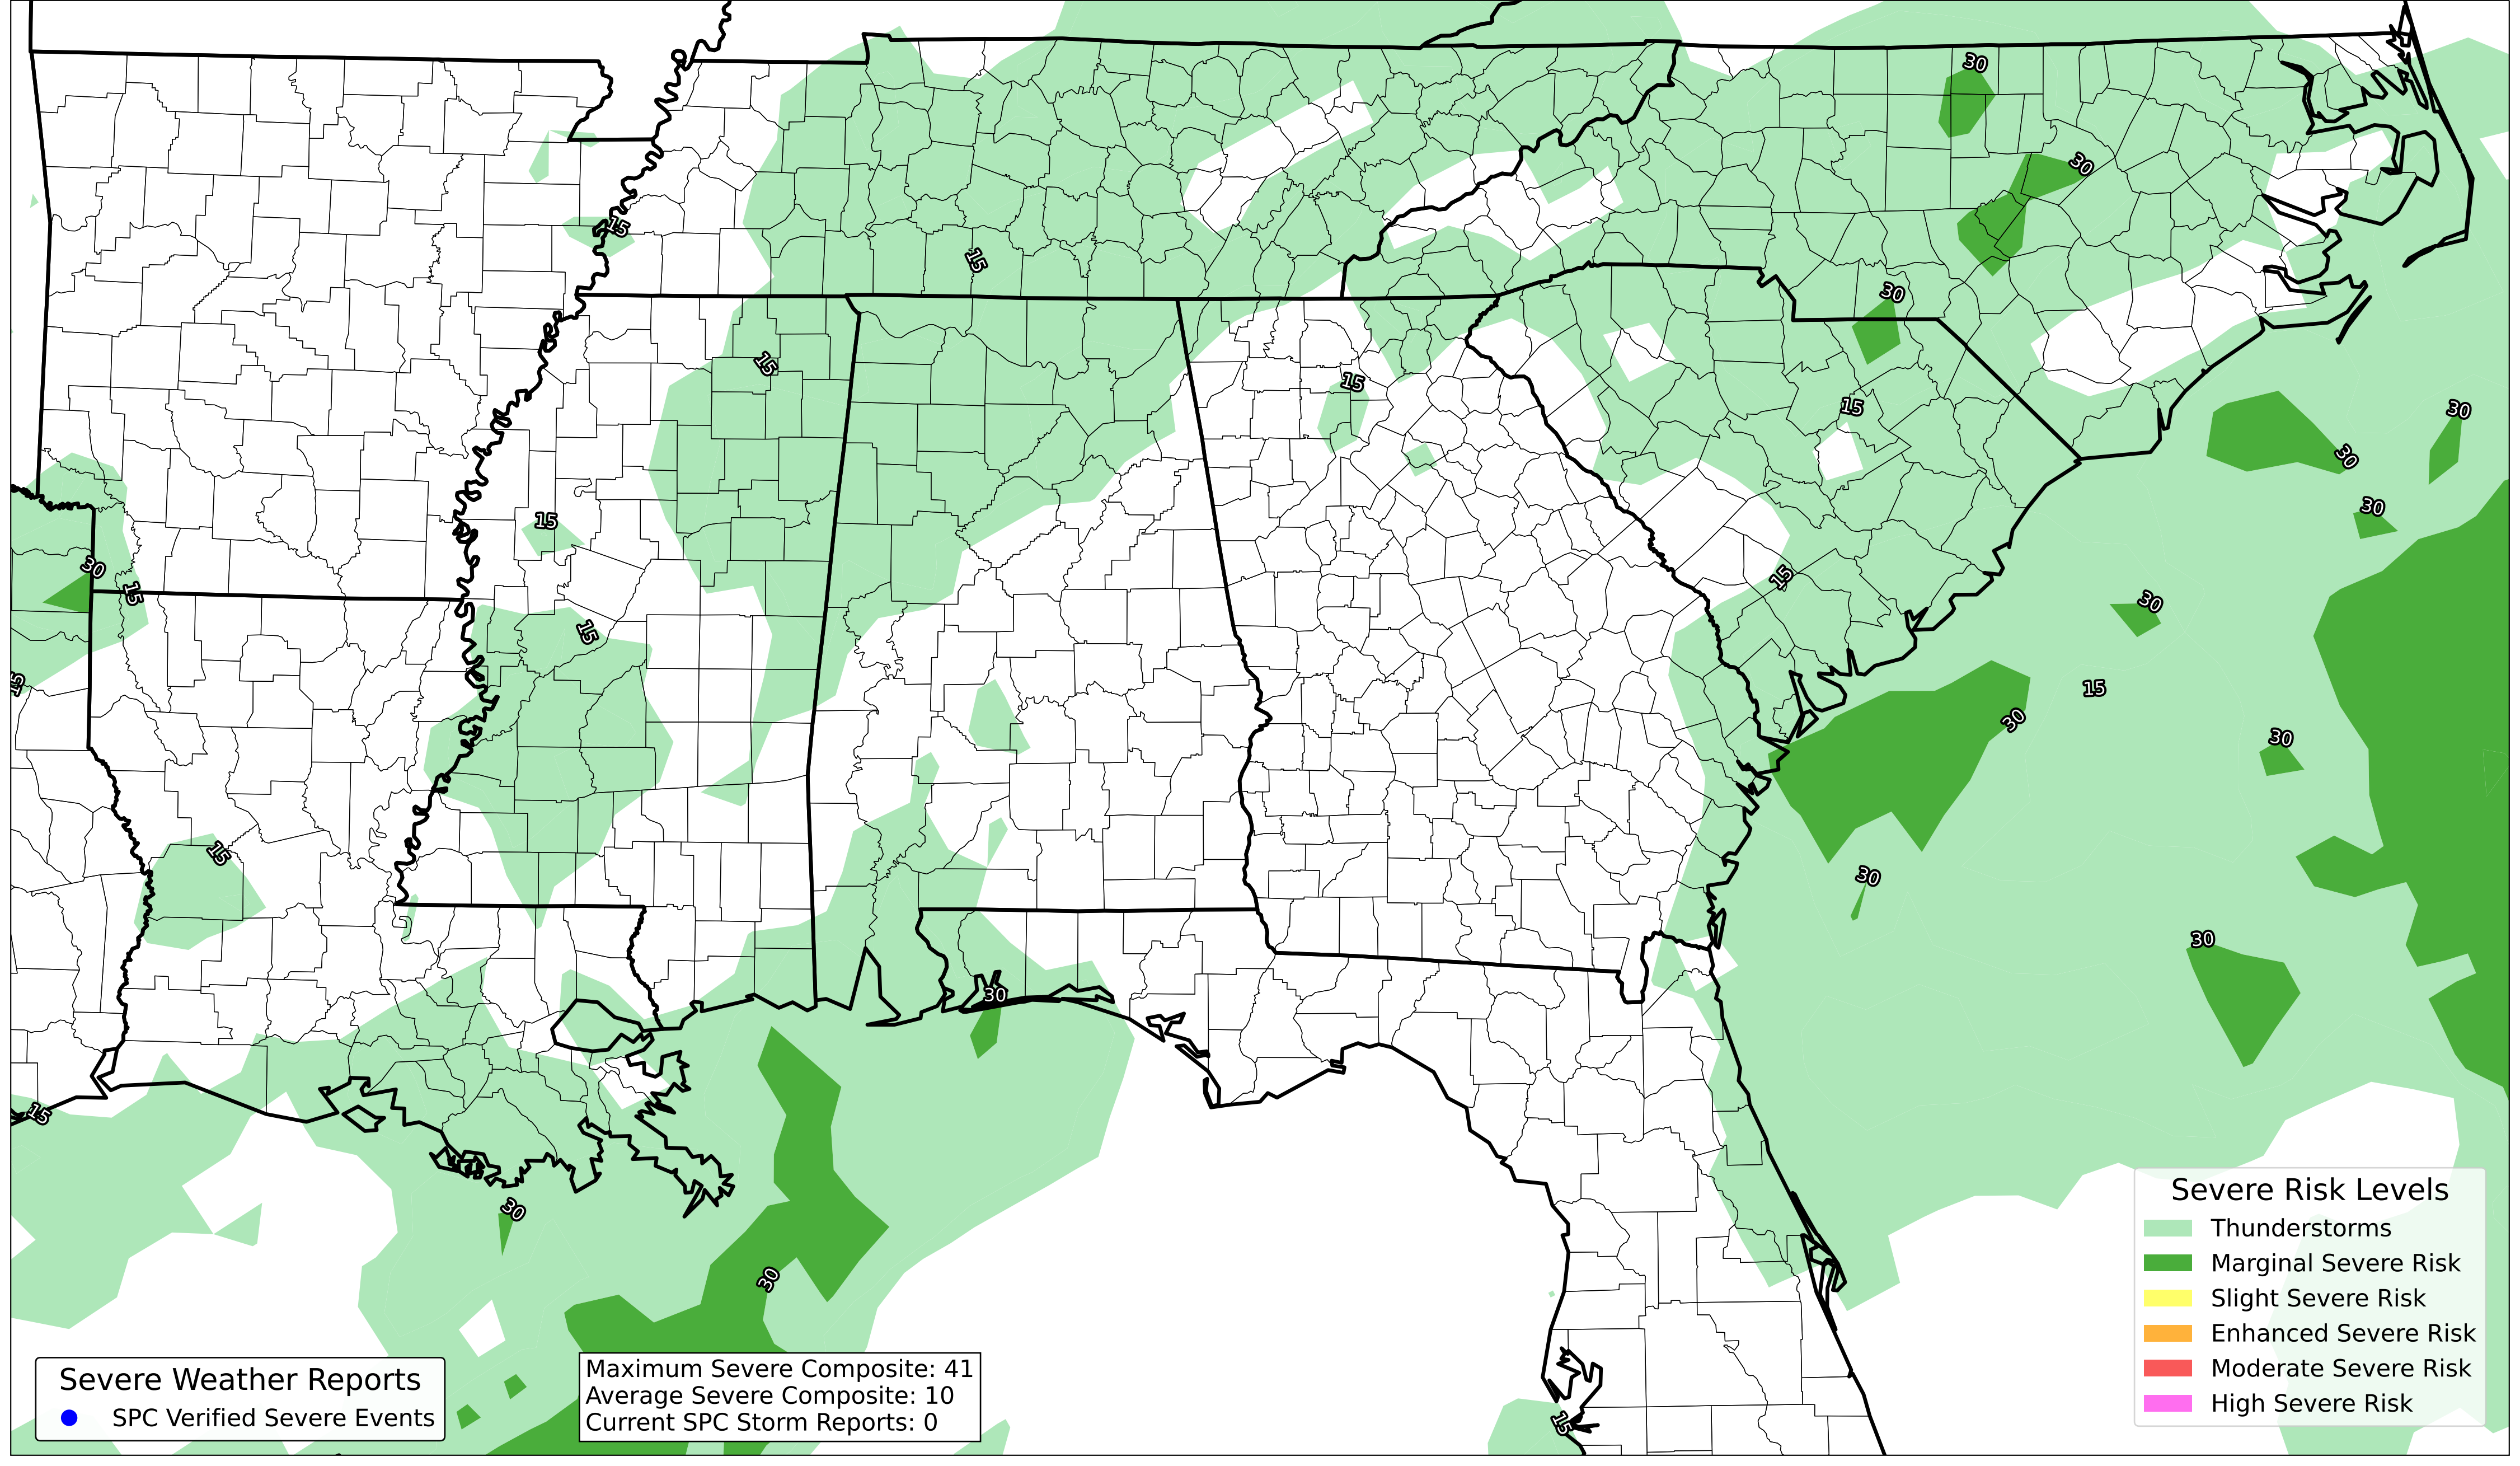 30
30
15
15
30
15
15
30
15
30
15
15
30
30
30
15
15
30
15
15
15
30
30
15
30
30
30
15
30
30
15
Severe Risk Levels
Thunderstorms
Marginal Severe Risk
Slight Severe Risk
Enhanced Severe Risk
Moderate Severe Risk
High Severe Risk
Severe Weather Reports
SPC Verified Severe Events
Maximum Severe Composite: 41
Average Severe Composite: 10
Current SPC Storm Reports: 0